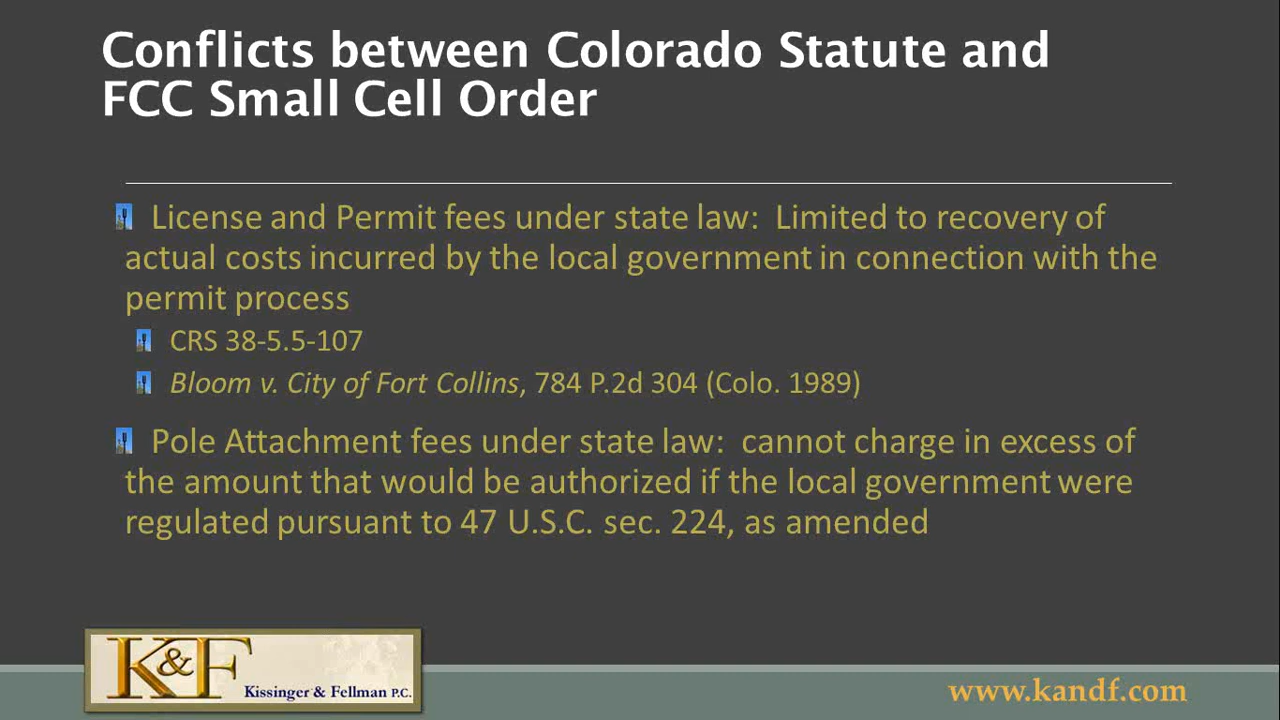 Conflicts between Colorado Statute and
FCC Small Cell Order
License and Permit fees under state law:  Limited to recovery of
actual costs incurred by the local government in connection with the
permit process
CRS 38-5.5-107
Bloom v. City of Fort Collins, 784 P.2d 304 (Colo. 1989)
Pole Attachment fees under state law:  cannot charge in excess of
the amount that would be authorized if the local government were
regulated pursuant to 47 U.S.C. sec. 224, as amended
K&F
Kissinger & Fellman P.C.
www.kandf.com